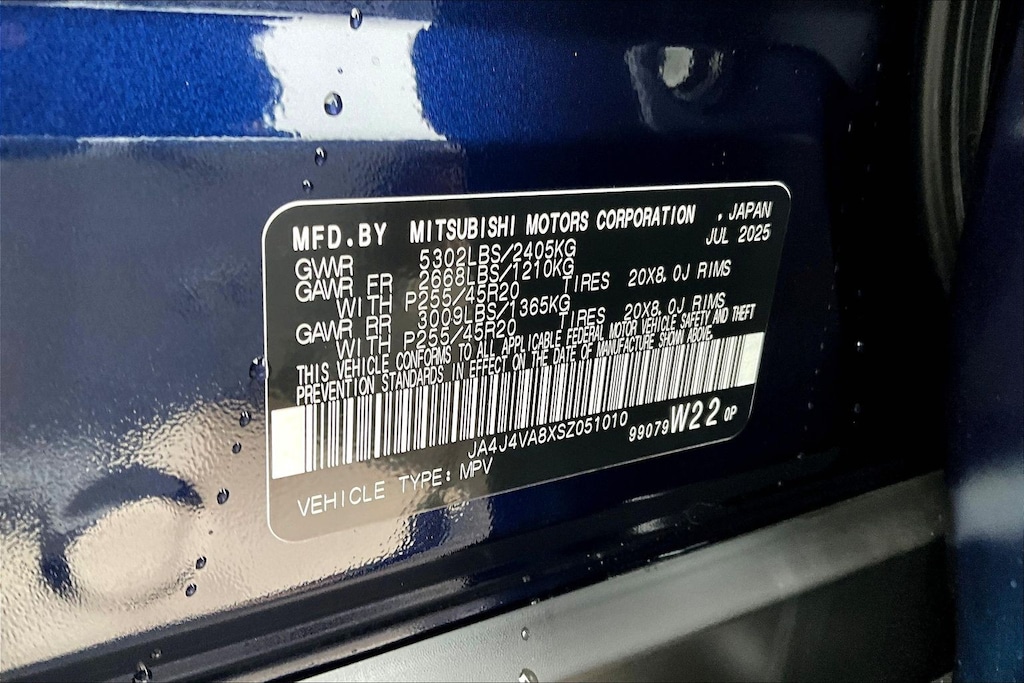 MFD.BY MITSUBISHI MOTORS CORPORATION . JAPAN
JUL 2025
GVWR 5302LBS/2405KG
GAWR FR 2668LBS/1210KG
WITH P255/45R20 TIRES 20X8.0J RIMS
GAWR RR 3009LBS/1365KG
WITH P255/45R20 TIRES 20X8.0J RIMS
THIS VEHICLE CONFORMS TO ALL APPLICABLE FEDERAL MOTOR VEHICLE SAFETY AND THEFT
PREVENTION STANDARDS IN EFFECT ON THE DATE OF MANUFACTURE SHOWN ABOVE.
JA4J4VA8XSZ051010 99079 W22 0P
VEHICLE TYPE: MPV